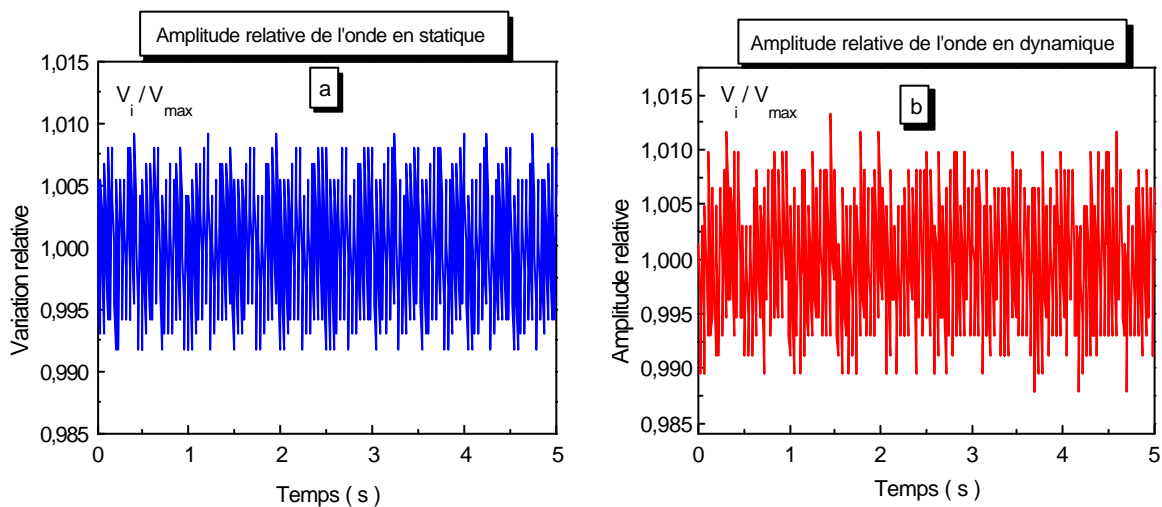 Amplitude relative de l'onde en statique
a
V_i / V_max
1,015
1,010
1,005
1,000
0,995
0,990
0,985
Variation relative
0 1 2 3 4 5
Temps ( s )
Amplitude relative de l'onde en dynamique
b
V_i / V_max
1,015
1,010
1,005
1,000
0,995
0,990
0,985
Amplitude relative
0 1 2 3 4 5
Temps ( s )